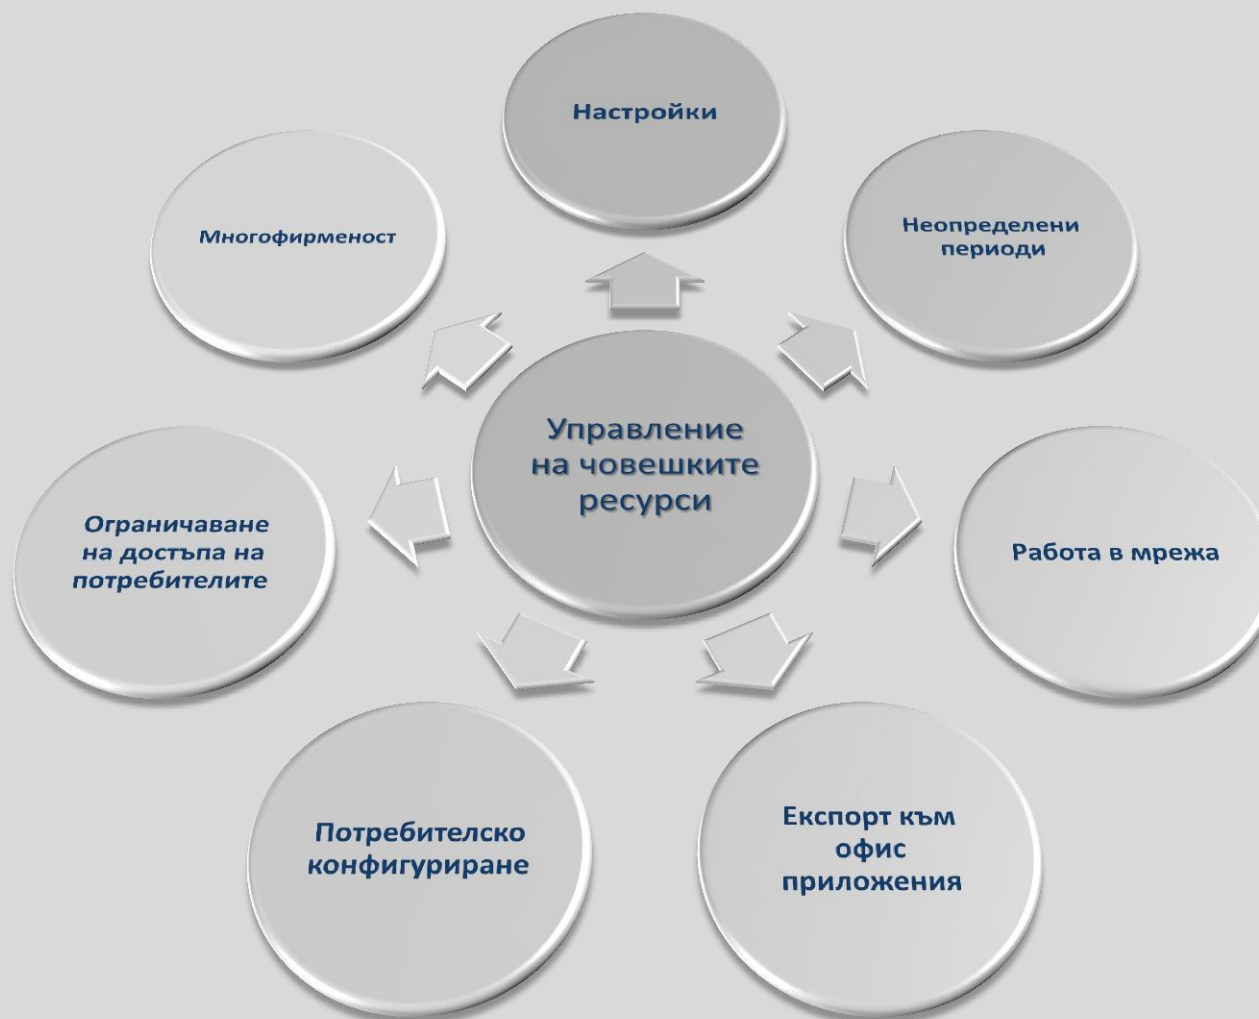 Настройки
Неопределени
периоди
Работа в мрежа
Експорт към
офис
приложения
Потребителско
конфигуриране
Ограничаване
на достъпа на
потребителите
Многофирменост
Управление
на човешките
ресурси